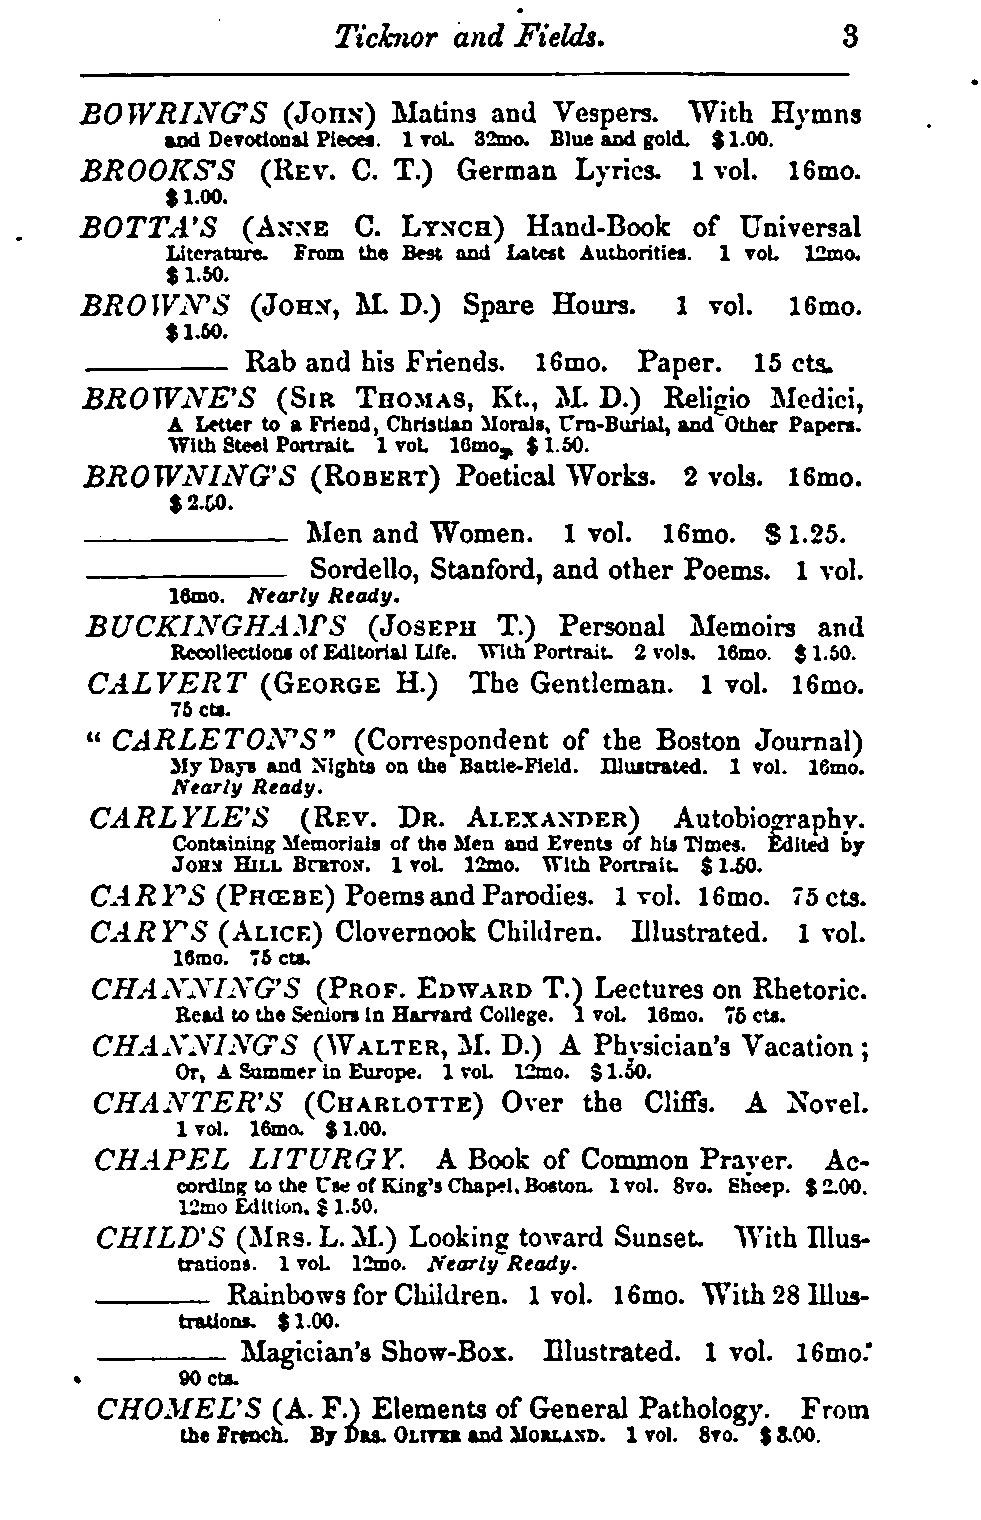 Ticknor and Fields. 3
BOWRING'S (JOHN) Matins and Vespers. With Hymns
and Devotional Pieces. 1 vol. 32mo. Blue and gold. $1.00.
BROOKS'S (REV. C. T.) German Lyrics. 1 vol. 16mo.
$1.00.
BOTTA'S (ANNE C. LYNCH) Hand-Book of Universal
Literature. From the Best and Latest Authorities. 1 vol. 12mo.
$1.50.
BROWN'S (JOHN, M. D.) Spare Hours. 1 vol. 16mo.
$1.50.
——— Rab and his Friends. 16mo. Paper. 15 cts.
BROWNE'S (SIR THOMAS, Kt., M. D.) Religio Medici,
A Letter to a Friend, Christian Morals, Urn-Burial, and Other Papers.
With Steel Portrait. 1 vol. 16mo. $1.50.
BROWNING'S (ROBERT) Poetical Works. 2 vols. 16mo.
$2.50.
——— Men and Women. 1 vol. 16mo. $1.25.
——— Sordello, Stanford, and other Poems. 1 vol.
16mo. Nearly Ready.
BUCKINGHAM'S (JOSEPH T.) Personal Memoirs and
Recollections of Editorial Life. With Portrait. 2 vols. 16mo. $1.50.
CALVERT (GEORGE H.) The Gentleman. 1 vol. 16mo.
75 cts.
"CARLETON'S" (Correspondent of the Boston Journal)
My Days and Nights on the Battle-Field. Illustrated. 1 vol. 16mo.
Nearly Ready.
CARLYLE'S (REV. DR. ALEXANDER) Autobiography.
Containing Memorials of the Men and Events of his Times. Edited by
JOHN HILL BURTON. 1 vol. 12mo. With Portrait. $1.50.
CARY'S (PHŒBE) Poems and Parodies. 1 vol. 16mo. 75 cts.
CARY'S (ALICE) Clovernook Children. Illustrated. 1 vol.
16mo. 75 cts.
CHANNING'S (PROF. EDWARD T.) Lectures on Rhetoric.
Read to the Seniors in Harvard College. 1 vol. 16mo. 75 cts.
CHANNING'S (WALTER, M. D.) A Physician's Vacation;
Or, A Summer in Europe. 1 vol. 12mo. $1.50.
CHANTER'S (CHARLOTTE) Over the Cliffs. A Novel.
1 vol. 16mo. $1.00.
CHAPEL LITURGY. A Book of Common Prayer. Ac-
cording to the Use of King's Chapel, Boston. 1 vol. 8vo. Sheep. $2.00.
12mo Edition. $1.50.
CHILD'S (MRS. L. M.) Looking toward Sunset. With Illus-
trations. 1 vol. 12mo. Nearly Ready.
——— Rainbows for Children. 1 vol. 16mo. With 28 Illus-
trations. $1.00.
——— Magician's Show-Box. Illustrated. 1 vol. 16mo.
90 cts.
CHOMEL'S (A. F.) Elements of General Pathology. From
the French. By DRS. OLIVER and MORLAND. 1 vol. 8vo. $3.00.